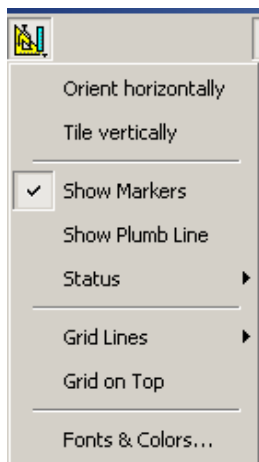 Orient horizontally
Tile vertically
Show Markers
Show Plumb Line
Status
Grid Lines
Grid on Top
Fonts & Colors...